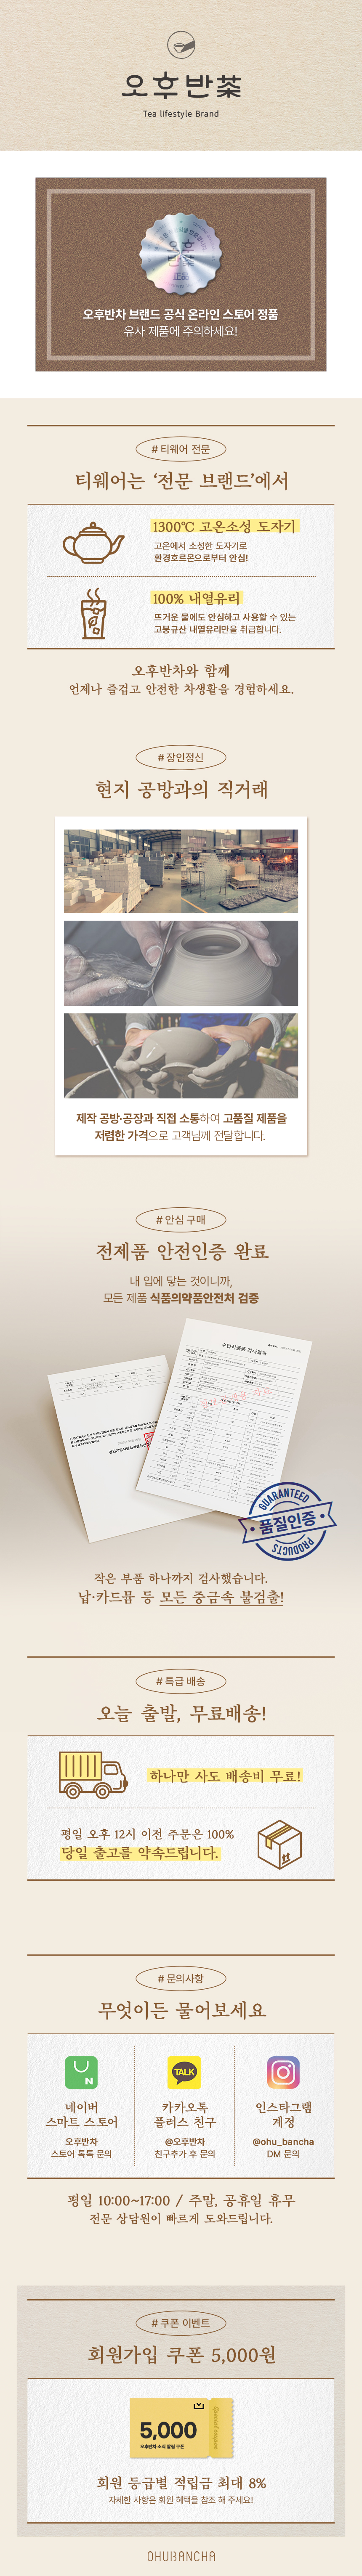 오후반茶
Tea lifestyle Brand
오후반차 브랜드 공식 온라인 스토어 정품
유사 제품에 주의하세요!
# 티웨어 전문
티웨어는 ‘전문 브랜드’에서
1300℃ 고온소성 도자기
고온에서 소성한 도자기로
환경호르몬으로부터 안심!
100% 내열유리
뜨거운 물에도 안심하고 사용할 수 있는
고붕규산 내열유리만을 취급합니다.
오후반차와 함께
언제나 즐겁고 안전한 차생활을 경험하세요.
# 장인정신
현지 공방과의 직거래
제작 공방·공장과 직접 소통하여 고품질 제품을
저렴한 가격으로 고객님께 전달합니다.
# 안심 구매
전제품 안전인증 완료
내 입에 닿는 것이니까,
모든 제품 식품의약품안전처 검증
수입식품등 검사결과
GUARANTEED
품질인증
PRODUCTS
작은 부품 하나까지 검사했습니다.
납·카드뮴 등 모든 중금속 불검출!
# 특급 배송
오늘 출발, 무료배송!
하나만 사도 배송비 무료!
평일 오후 12시 이전 주문은 100%
당일 출고를 약속드립니다.
# 문의사항
무엇이든 물어보세요
N
TALK
네이버
스마트 스토어
카카오톡
플러스 친구
인스타그램
계정
오후반차
스토어 톡톡 문의
@오후반차
친구추가 후 문의
@ohu_bancha
DM 문의
평일 10:00~17:00 / 주말, 공휴일 휴무
전문 상담원이 빠르게 도와드립니다.
# 쿠폰 이벤트
회원가입 쿠폰 5,000원
5,000
오후반차 소식 알림 쿠폰
회원 등급별 적립금 최대 8%
자세한 사항은 회원 혜택을 참조 해 주세요!
OHUBANCHA